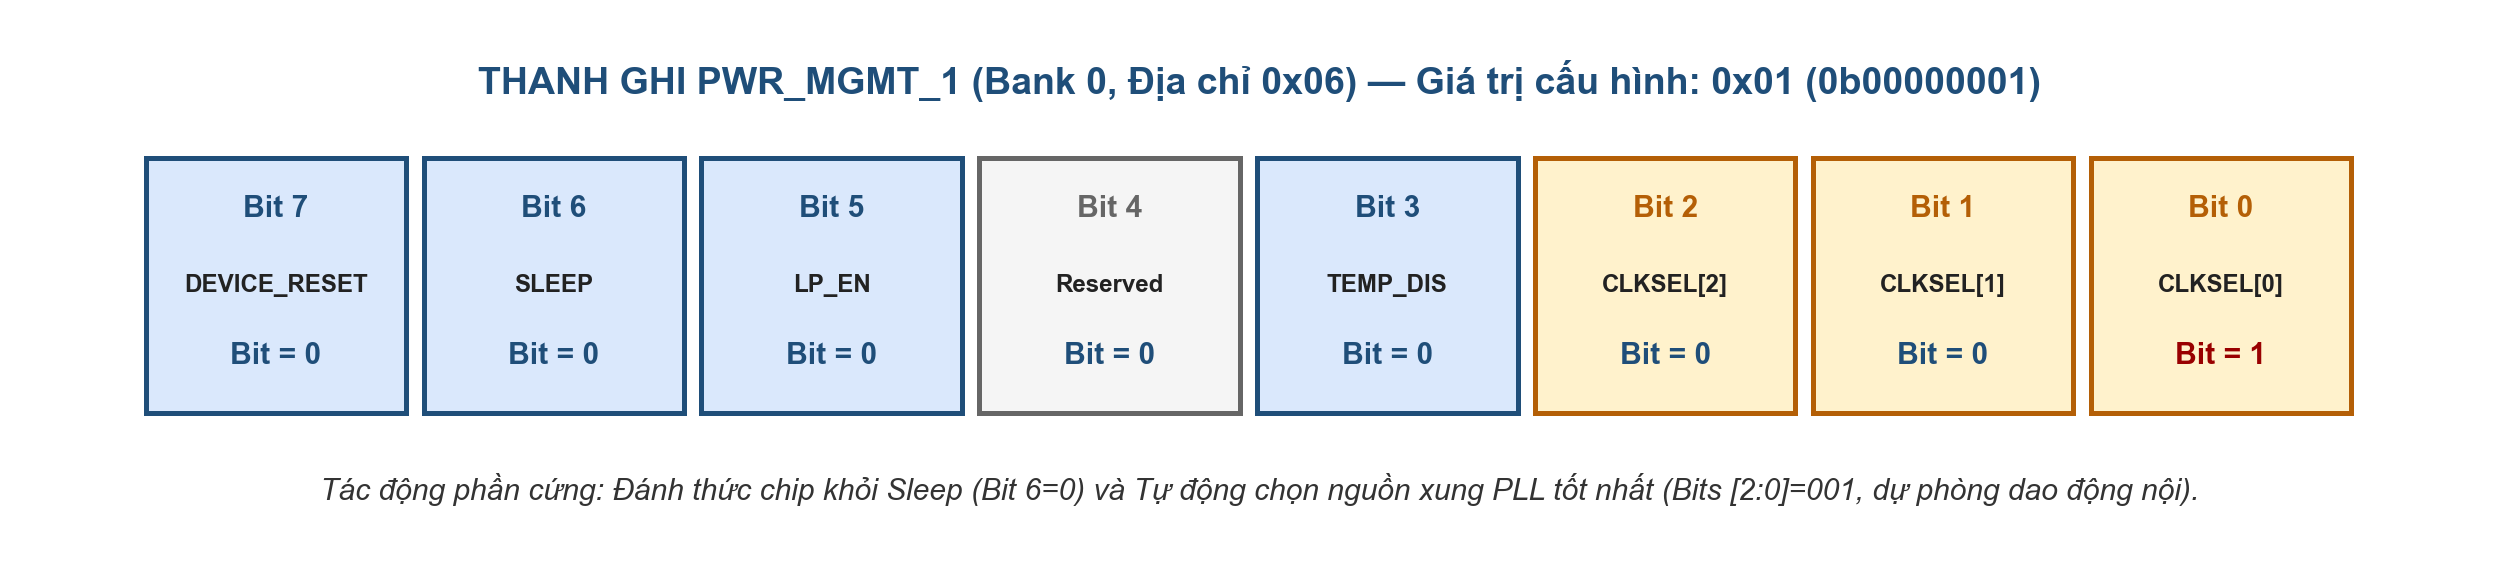 THANH GHI PWR_MGMT_1 (Bank 0, Địa chỉ 0x06) — Giá trị cấu hình: 0x01 (0b00000001)
Bit 7 Bit 6 Bit 5 Bit 4 Bit 3 Bit 2 Bit 1 Bit 0
DEVICE_RESET SLEEP LP_EN Reserved TEMP_DIS CLKSEL[2] CLKSEL[1] CLKSEL[0]
Bit = 0 Bit = 0 Bit = 0 Bit = 0 Bit = 0 Bit = 0 Bit = 0 Bit = 1
Tác động phần cứng: Đánh thức chip khỏi Sleep (Bit 6=0) và Tự động chọn nguồn xung PLL tốt nhất (Bits [2:0]=001, dự phòng dao động nội).